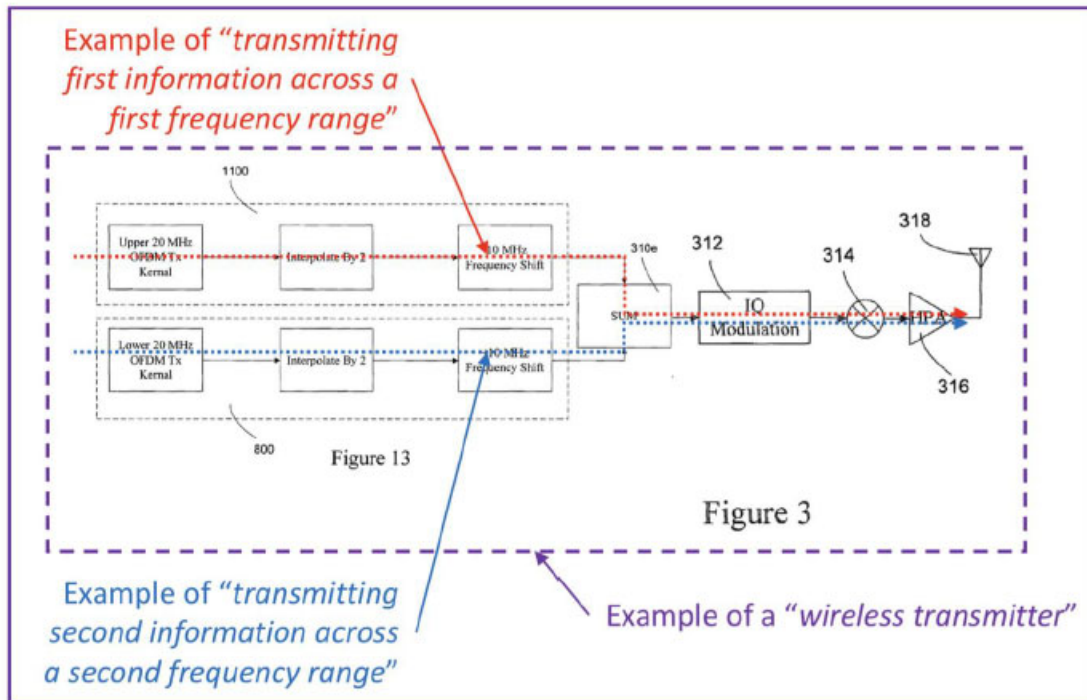 Example of “transmitting
first information across a
first frequency range”
1100
Upper 20 MHz
OFDM Tx
Kernal
Interpolate By 2
10 MHz
Frequency Shift
310e
SUM
312
IQ
Modulation
314
318
HPA
316
Lower 20 MHz
OFDM Tx
Kernal
Interpolate By 2
10 MHz
Frequency Shift
800
Figure 13
Figure 3
Example of “transmitting
second information across
a second frequency range”
Example of a “wireless transmitter”